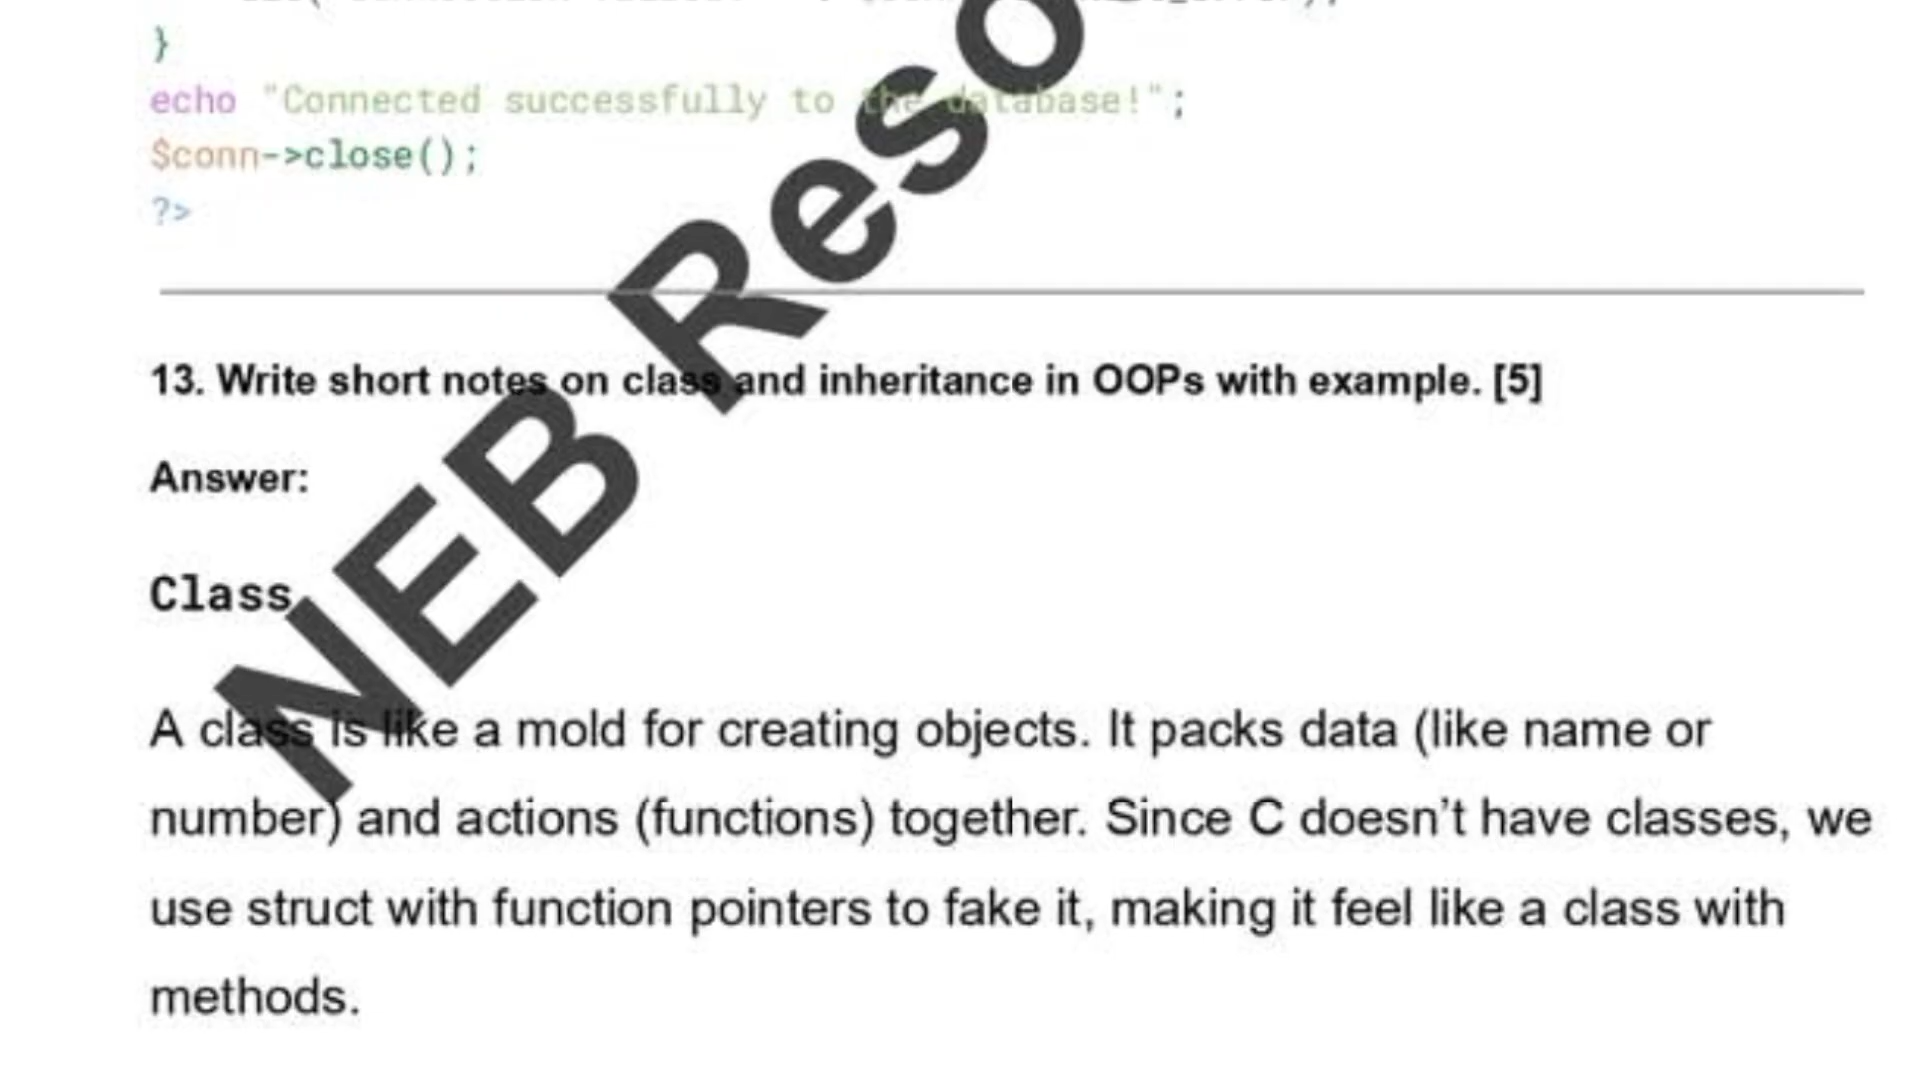 }
echo "Connected successfully to the database!";
$conn->close();
?>
NEB Reso
13. Write short notes on class and inheritance in OOPs with example. [5]
Answer:
Class
A class is like a mold for creating objects. It packs data (like name or
number) and actions (functions) together. Since C doesn’t have classes, we
use struct with function pointers to fake it, making it feel like a class with
methods.